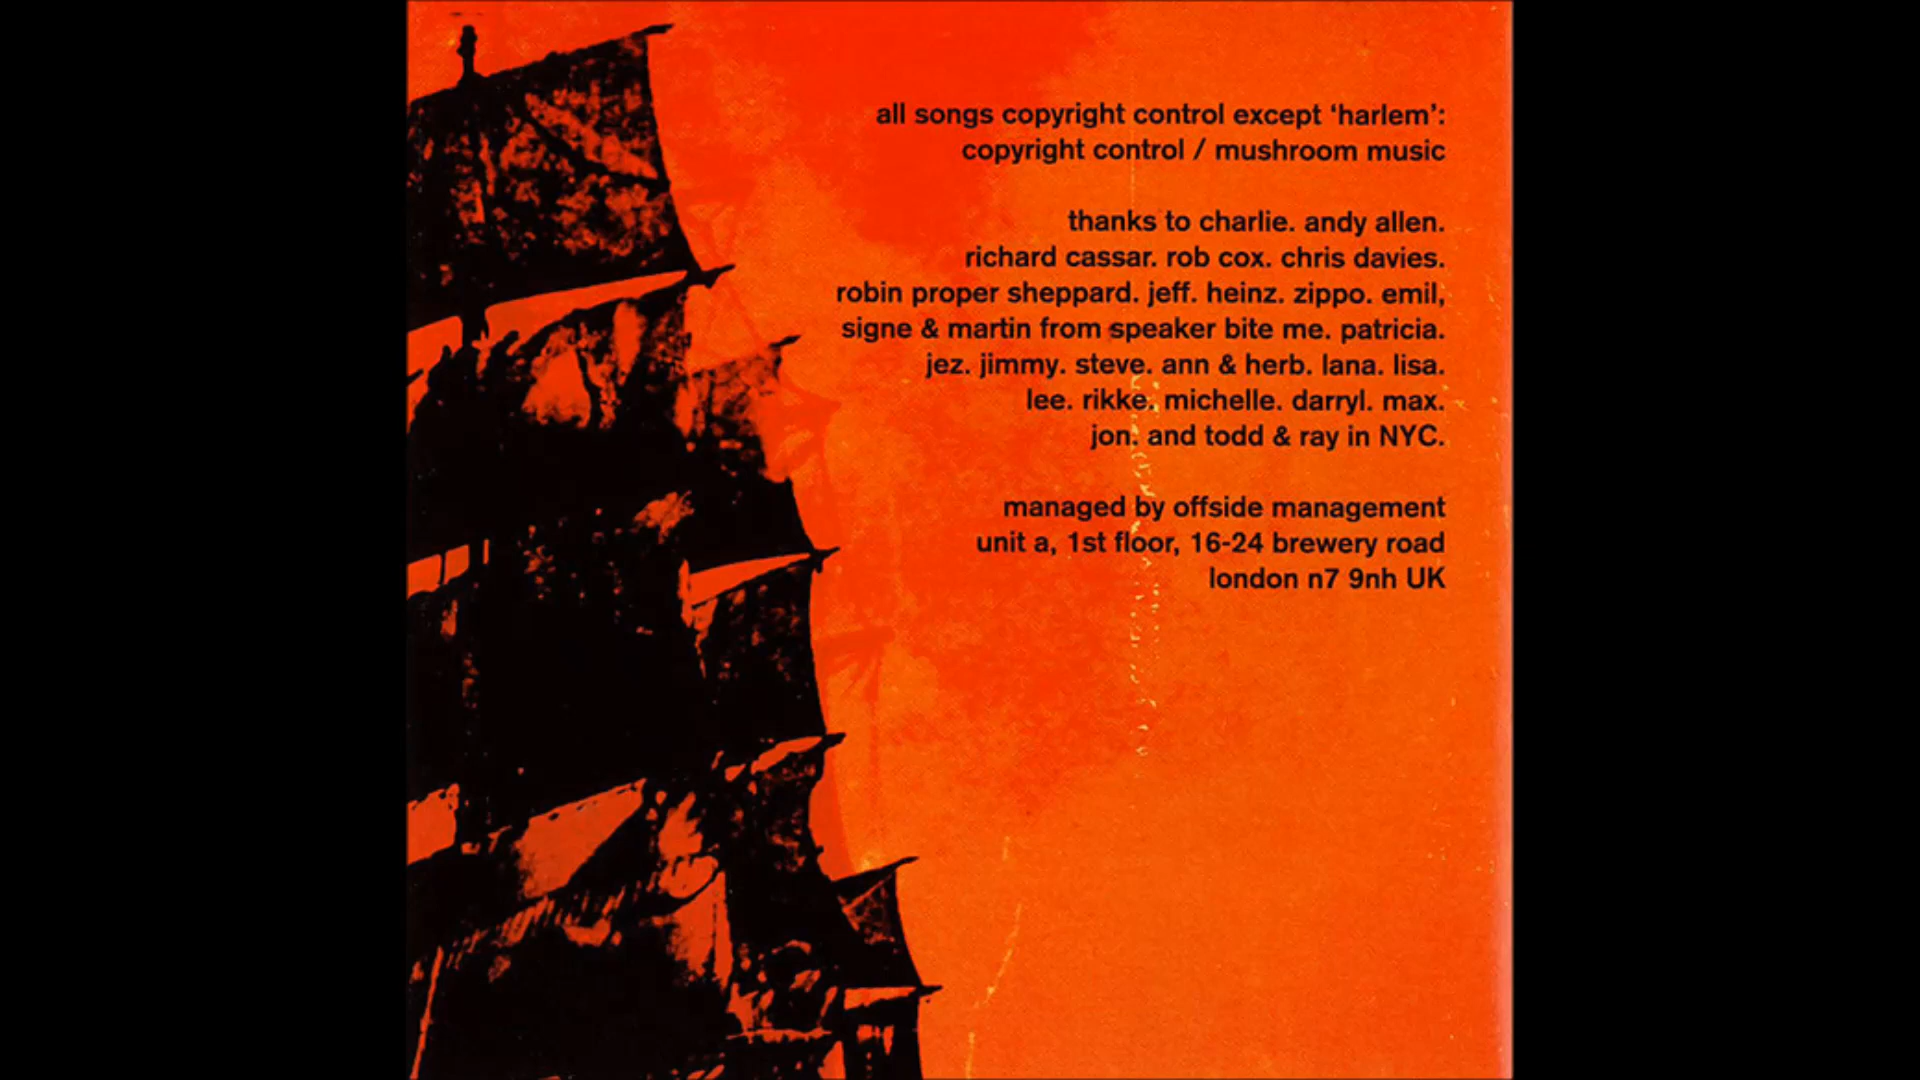 all songs copyright control except ‘harlem’:
copyright control / mushroom music
thanks to charlie. andy allen.
richard cassar. rob cox. chris davies.
robin proper sheppard. jeff. heinz. zippo. emil,
signe & martin from speaker bite me. patricia.
jez. jimmy. steve. ann & herb. lana. lisa.
lee. rikke. michelle. darryl. max.
jon. and todd & ray in NYC.
managed by offside management
unit a, 1st floor, 16-24 brewery road
london n7 9nh UK